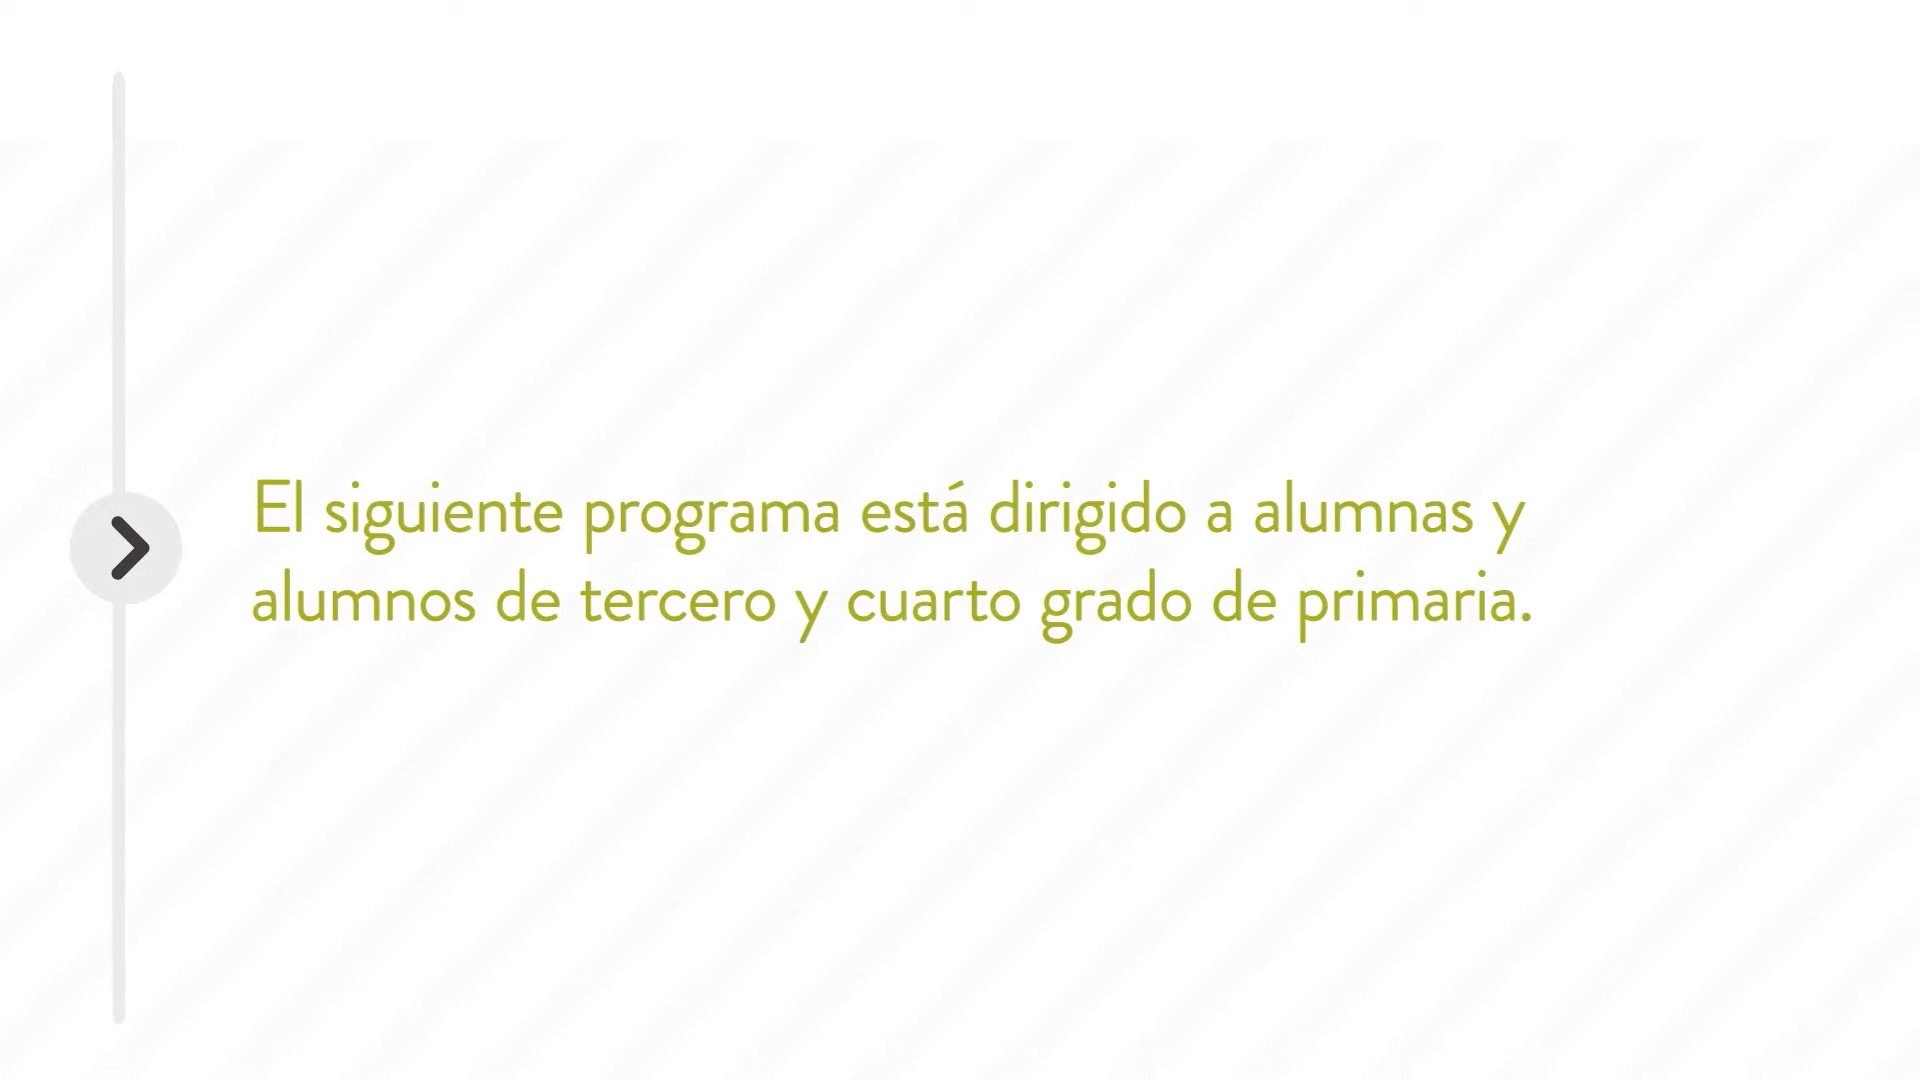 El siguiente programa está dirigido a alumnas y
alumnos de tercero y cuarto grado de primaria.